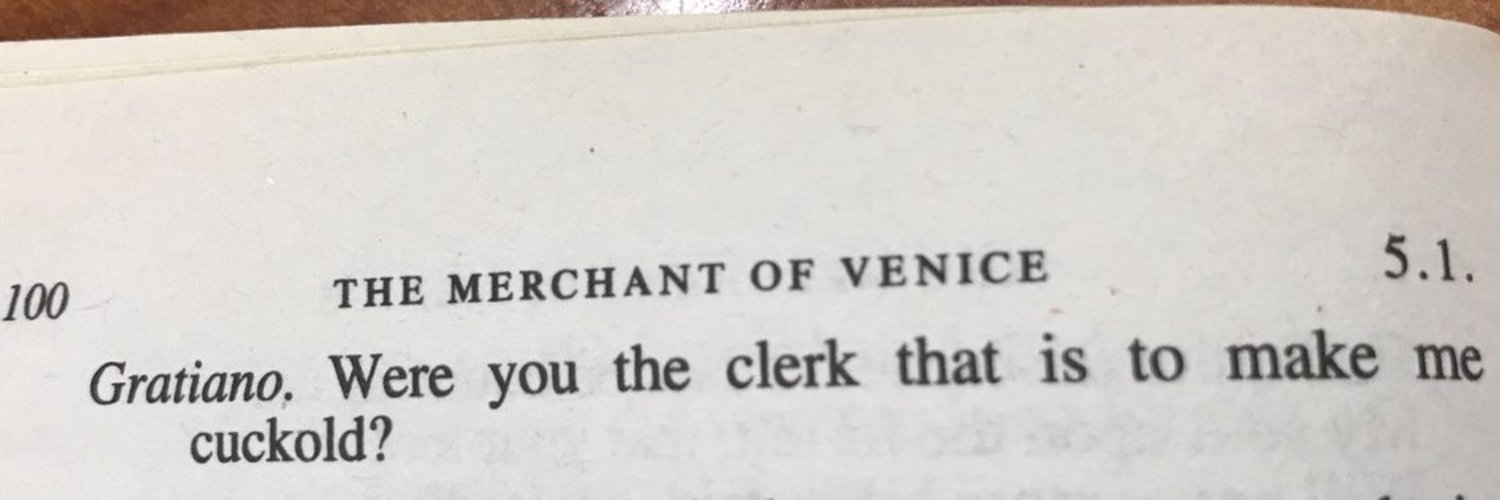 100 THE MERCHANT OF VENICE 5.1.
Gratiano. Were you the clerk that is to make me
cuckold?